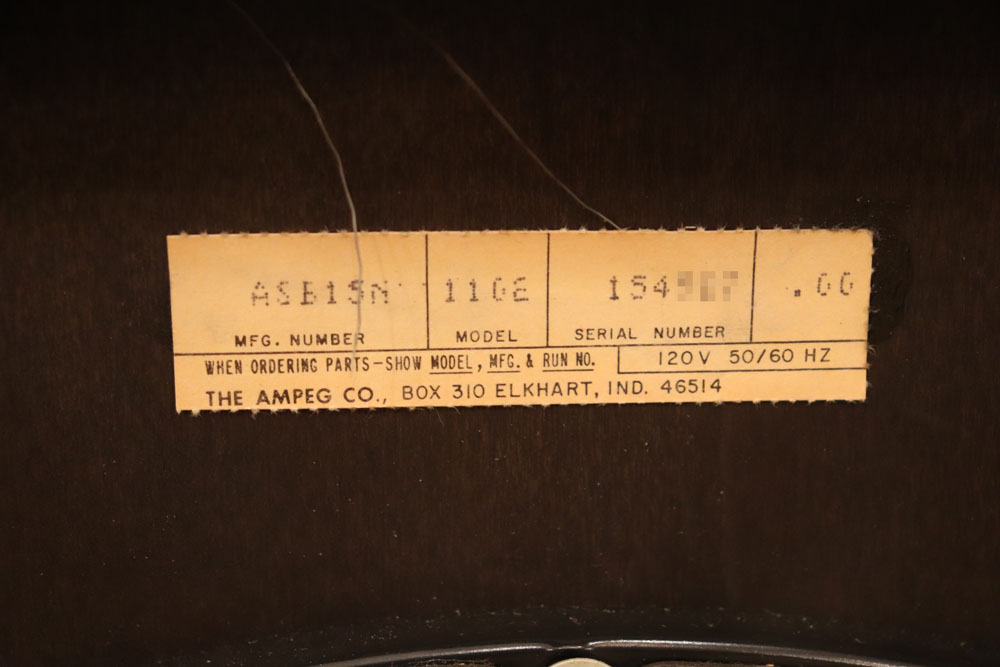 ASB15N 110E 154 .00
MFG. NUMBER MODEL SERIAL NUMBER
WHEN ORDERING PARTS-SHOW MODEL, MFG. & RUN NO. 120V 50/60 HZ
THE AMPEG CO., BOX 310 ELKHART, IND. 46514